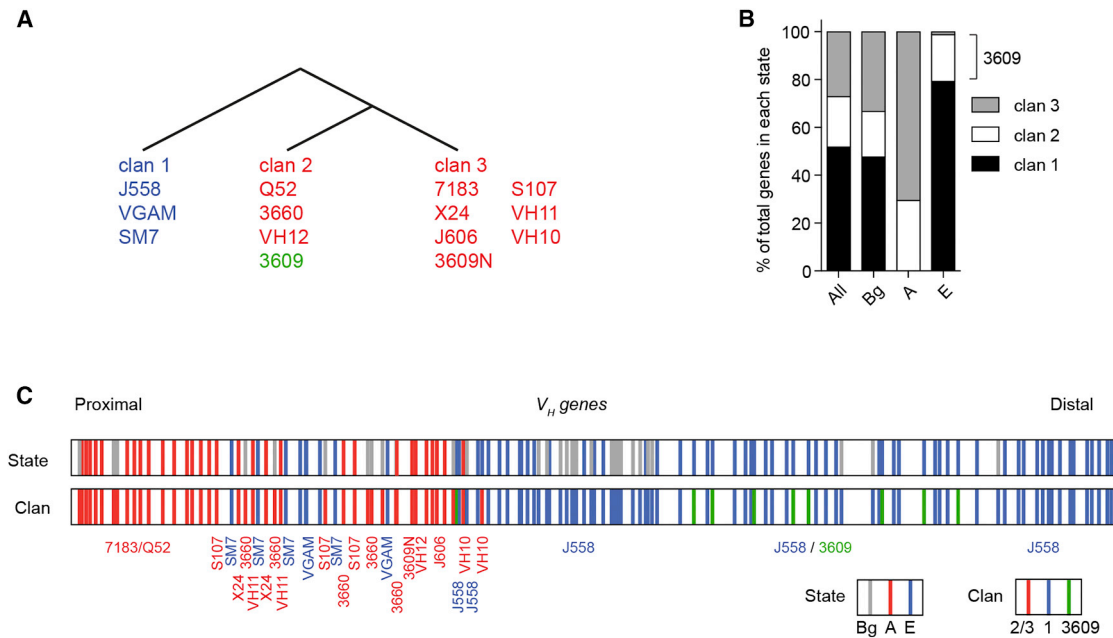 A
clan 1 clan 2 clan 3
J558 Q52 7183 S107
VGAM 3660 X24 VH11
SM7 VH12 J606 VH10
3609 3609N
B
% of total genes in each state
100
80
60
40
20
0
All Bg A E
3609
clan 3
clan 2
clan 1
C
Proximal VH genes Distal
State
Clan
7183/Q52 S107 SM7 X24 3660 VH11 SM7 X24 3660 VH11 SM7 VGAM S107 SM7 3660 S107 3660 VGAM 3660 3609N VH12 J606 J558 VH10 J558 VH10 J558 J558 / 3609 J558
State Clan
Bg A E 2/3 1 3609